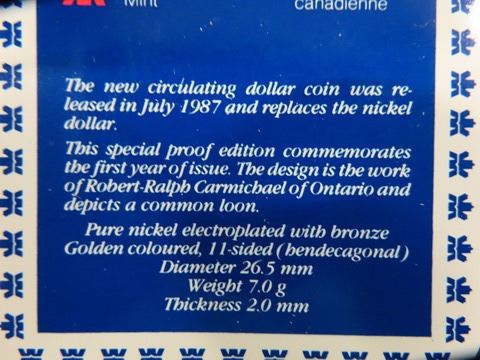 Mint
canadienne
The new circulating dollar coin was re-
leased in July 1987 and replaces the nickel
dollar.
This special proof edition commemorates
the first year of issue. The design is the work
of Robert-Ralph Carmichael of Ontario and
depicts a common loon.
Pure nickel electroplated with bronze
Golden coloured, 11-sided (hendecagonal)
Diameter 26.5 mm
Weight 7.0 g
Thickness 2.0 mm